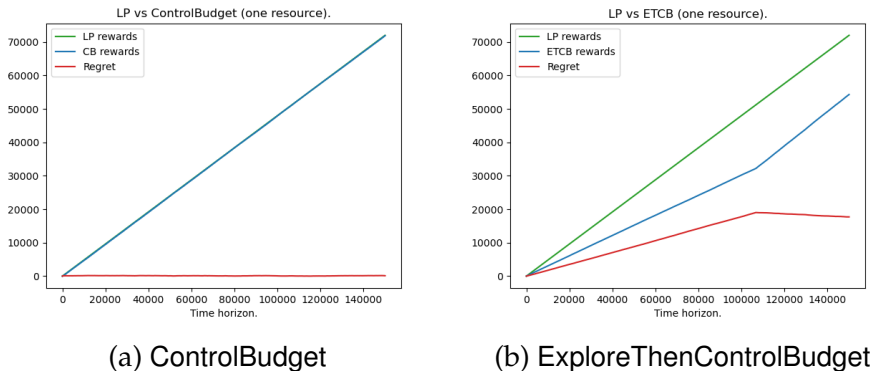 LP vs ControlBudget (one resource).
LP rewards
CB rewards
Regret
70000
60000
50000
40000
30000
20000
10000
0
0 20000 40000 60000 80000 100000 120000 140000
Time horizon.
(a) ControlBudget
LP vs ETCB (one resource).
LP rewards
ETCB rewards
Regret
70000
60000
50000
40000
30000
20000
10000
0
0 20000 40000 60000 80000 100000 120000 140000
Time horizon.
(b) ExploreThenControlBudget